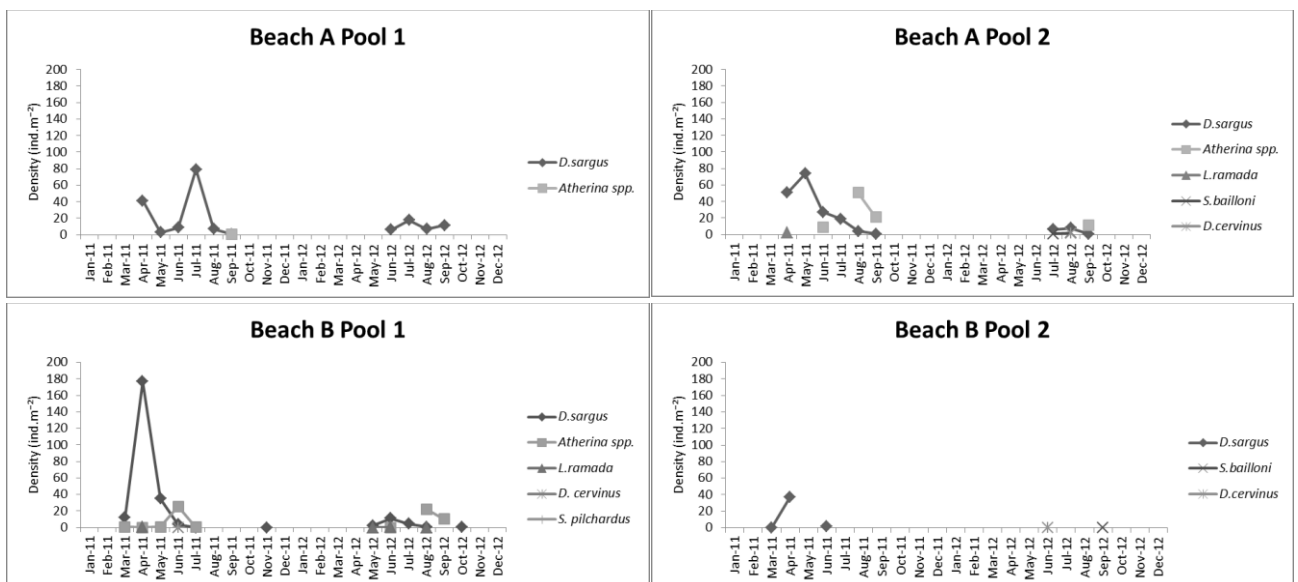 Beach A Pool 1
Density (ind.m⁻²)
200
180
160
140
120
100
80
60
40
20
0
Jan-11
Feb-11
Mar-11
Apr-11
May-11
Jun-11
Jul-11
Aug-11
Sep-11
Oct-11
Nov-11
Dec-11
Jan-12
Feb-12
Mar-12
Apr-12
May-12
Jun-12
Jul-12
Aug-12
Sep-12
Oct-12
Nov-12
Dec-12
D.sargus
Atherina spp.
Beach A Pool 2
Density (ind.m⁻²)
200
180
160
140
120
100
80
60
40
20
0
Jan-11
Feb-11
Mar-11
Apr-11
May-11
Jun-11
Jul-11
Aug-11
Sep-11
Oct-11
Nov-11
Dec-11
Jan-12
Feb-12
Mar-12
Apr-12
May-12
Jun-12
Jul-12
Aug-12
Sep-12
Oct-12
Nov-12
Dec-12
D.sargus
Atherina spp.
L.ramada
S.bailloni
D.cervinus
Beach B Pool 1
Density (ind.m⁻²)
200
180
160
140
120
100
80
60
40
20
0
Jan-11
Feb-11
Mar-11
Apr-11
May-11
Jun-11
Jul-11
Aug-11
Sep-11
Oct-11
Nov-11
Dec-11
Jan-12
Feb-12
Mar-12
Apr-12
May-12
Jun-12
Jul-12
Aug-12
Sep-12
Oct-12
Nov-12
Dec-12
D.sargus
Atherina spp.
L.ramada
D. cervinus
S. pilchardus
Beach B Pool 2
Density (ind.m⁻²)
200
180
160
140
120
100
80
60
40
20
0
Jan-11
Feb-11
Mar-11
Apr-11
May-11
Jun-11
Jul-11
Aug-11
Sep-11
Oct-11
Nov-11
Dec-11
Jan-12
Feb-12
Mar-12
Apr-12
May-12
Jun-12
Jul-12
Aug-12
Sep-12
Oct-12
Nov-12
Dec-12
D.sargus
S.bailloni
D.cervinus